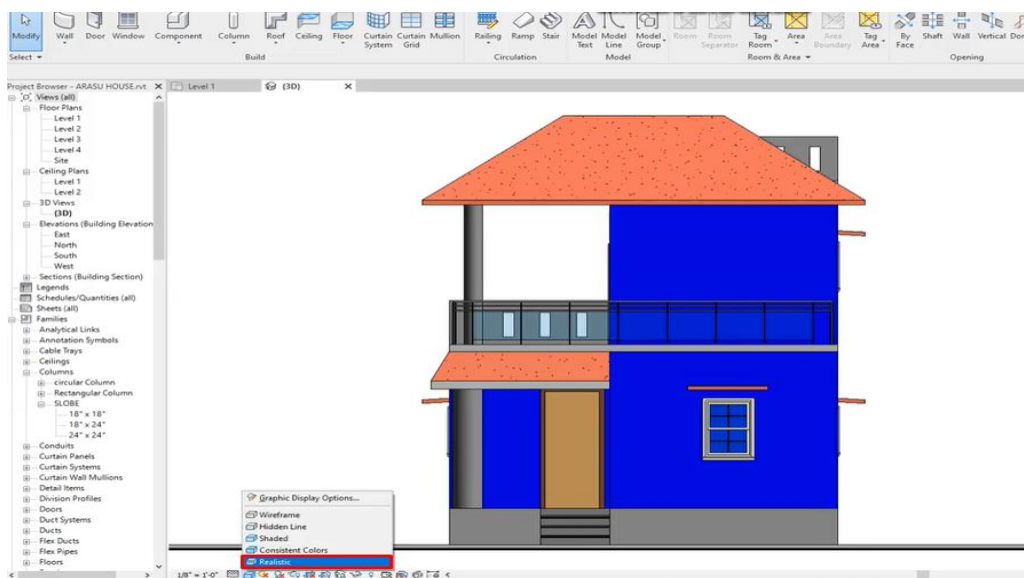 Modify Wall Door Window Component Column Roof Ceiling Floor Curtain System Curtain Grid Mullion Railing Ramp Stair Model Text Model Line Model Group Room Room Separator Tag Room Area Area Boundary Tag Area By Face Shaft Wall Vertical
Select Build Circulation Model Room & Area Opening
Project Browser - ARASU HOUSE.rvt Level 1 (3D)
Views (all)
Floor Plans
Level 1
Level 2
Level 3
Level 4
Site
Ceiling Plans
Level 1
Level 2
3D Views
(3D)
Elevations (Building Elevation
East
North
South
West
Sections (Building Section)
Legends
Schedules/Quantities (all)
Sheets (all)
Families
Analytical Links
Annotation Symbols
Cable Trays
Ceilings
Columns
circular Column
Rectangular Column
SLOBE
18" x 18"
18" x 24"
24" x 24"
Conduits
Curtain Panels
Curtain Systems
Curtain Wall Mullions
Detail Items
Division Profiles
Doors
Duct Systems
Ducts
Flex Ducts
Flex Pipes
Floors
Graphic Display Options...
Wireframe
Hidden Line
Shaded
Consistent Colors
Realistic
1/8" = 1'-0"